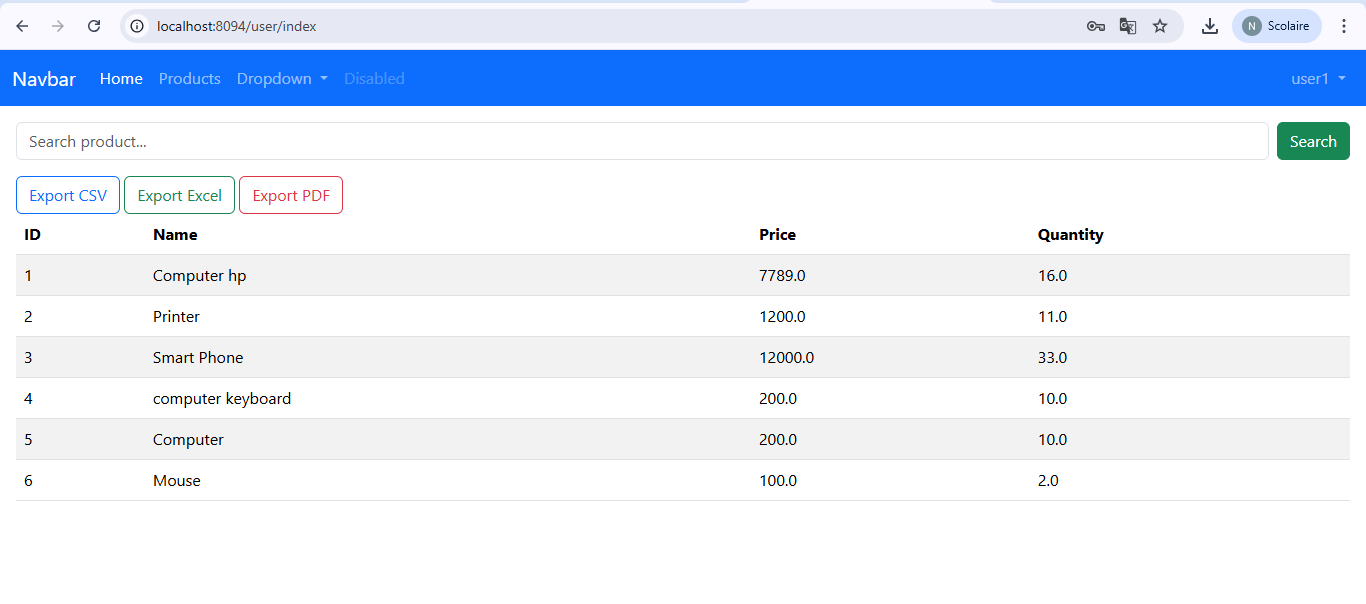 localhost:8094/user/index
N Scolaire
Navbar Home Products Dropdown Disabled user1
Search product... Search
Export CSV Export Excel Export PDF
ID Name Price Quantity
1 Computer hp 7789.0 16.0
2 Printer 1200.0 11.0
3 Smart Phone 12000.0 33.0
4 computer keyboard 200.0 10.0
5 Computer 200.0 10.0
6 Mouse 100.0 2.0